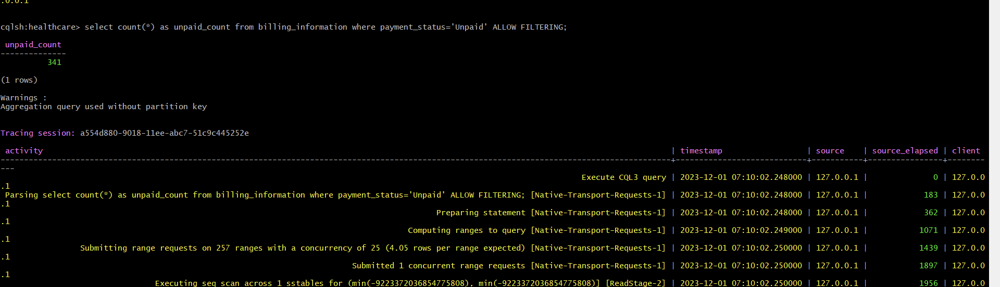 .0.0.1
cqlsh:healthcare> select count(*) as unpaid_count from billing_information where payment_status='Unpaid' ALLOW FILTERING;
unpaid_count
--------------
341
(1 rows)
Warnings :
Aggregation query used without partition key
Tracing session: a554d880-9018-11ee-abc7-51c9c445252e
activity | timestamp | source | source_elapsed | client
---
Execute CQL3 query | 2023-12-01 07:10:02.248000 | 127.0.0.1 | 0 | 127.0.0
.1
Parsing select count(*) as unpaid_count from billing_information where payment_status='Unpaid' ALLOW FILTERING; [Native-Transport-Requests-1] | 2023-12-01 07:10:02.248000 | 127.0.0.1 | 183 | 127.0.0
.1
Preparing statement [Native-Transport-Requests-1] | 2023-12-01 07:10:02.248000 | 127.0.0.1 | 362 | 127.0.0
.1
Computing ranges to query [Native-Transport-Requests-1] | 2023-12-01 07:10:02.249000 | 127.0.0.1 | 1071 | 127.0.0
.1
Submitting range requests on 257 ranges with a concurrency of 25 (4.05 rows per range expected) [Native-Transport-Requests-1] | 2023-12-01 07:10:02.250000 | 127.0.0.1 | 1439 | 127.0.0
.1
Submitted 1 concurrent range requests [Native-Transport-Requests-1] | 2023-12-01 07:10:02.250000 | 127.0.0.1 | 1897 | 127.0.0
.1
Executing seq scan across 1 sstables for (min(-9223372036854775808), min(-9223372036854775808)] [ReadStage-2] | 2023-12-01 07:10:02.250000 | 127.0.0.1 | 1956 | 127.0.0